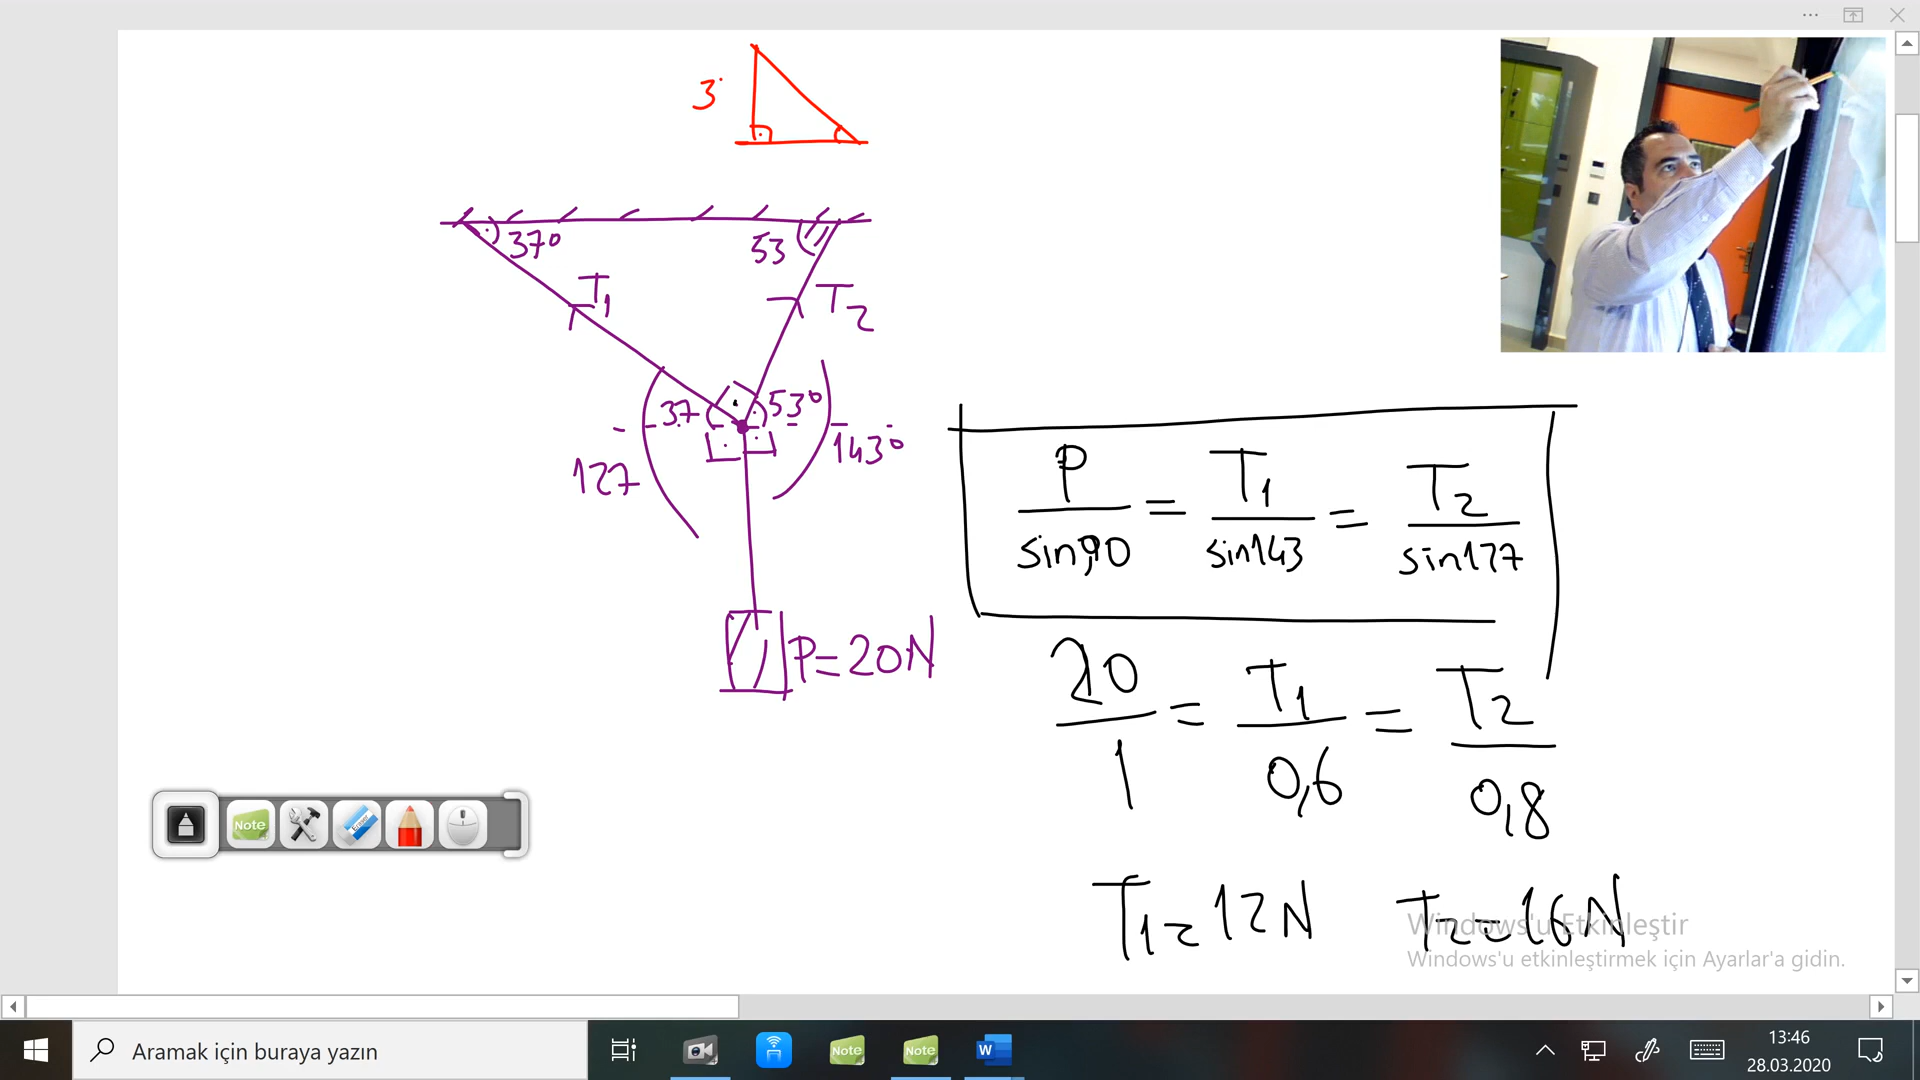 3
37° 53
T1 T2
37 53°
127 143°
P=20N
P/sin90 = T1/sin143 = T2/sin127
20/1 = T1/0,6 = T2/0,8
T1=12N T2=16N
Windows'u Etkinleştir
Windows'u etkinleştirmek için Ayarlar'a gidin.
Note
Aramak için buraya yazın
Note
Note
W
13:46
28.03.2020